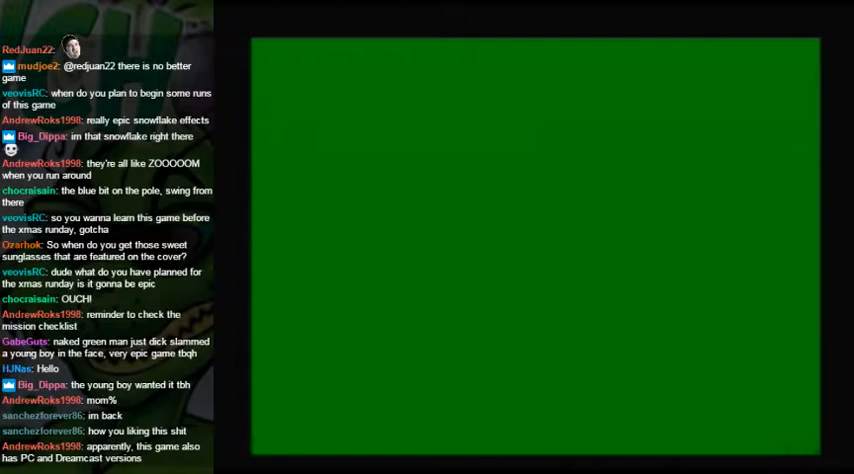 RedJuan22:
mudjoe2: @redjuan22 there is no better
game
veovisRC: when do you plan to begin some runs
of this game
AndrewRoks1998: really epic snowflake effects
Big_Dippa: im that snowflake right there
AndrewRoks1998: they're all like ZOOOOOM
when you run around
chocraisain: the blue bit on the pole, swing from
there
veovisRC: so you wanna learn this game before
the xmas runday, gotcha
Ozarhok: So when do you get those sweet
sunglasses that are featured on the cover?
veovisRC: dude what do you have planned for
the xmas runday is it gonna be epic
chocraisain: OUCH!
AndrewRoks1998: reminder to check the
mission checklist
GabeGuts: naked green man just dick slammed
a young boy in the face, very epic game tbqh
HJNas: Hello
Big_Dippa: the young boy wanted it tbh
AndrewRoks1998: mom%
sanchezforever86: im back
sanchezforever86: how you liking this shit
AndrewRoks1998: apparently, this game also
has PC and Dreamcast versions